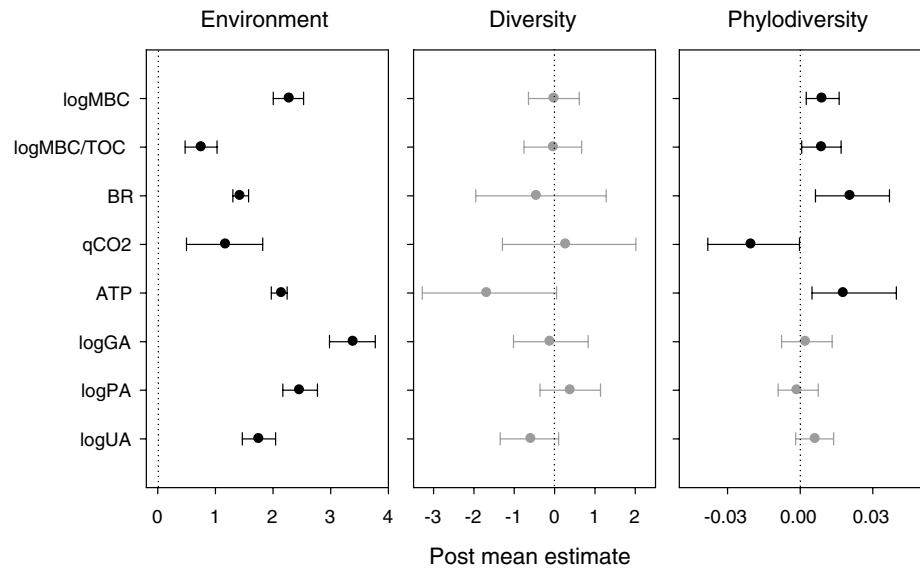 Environment Diversity Phylodiversity
logMBC
logMBC/TOC
BR
qCO2
ATP
logGA
logPA
logUA
0 1 2 3 4 -3 -2 -1 0 1 2 -0.03 0.00 0.03
Post mean estimate